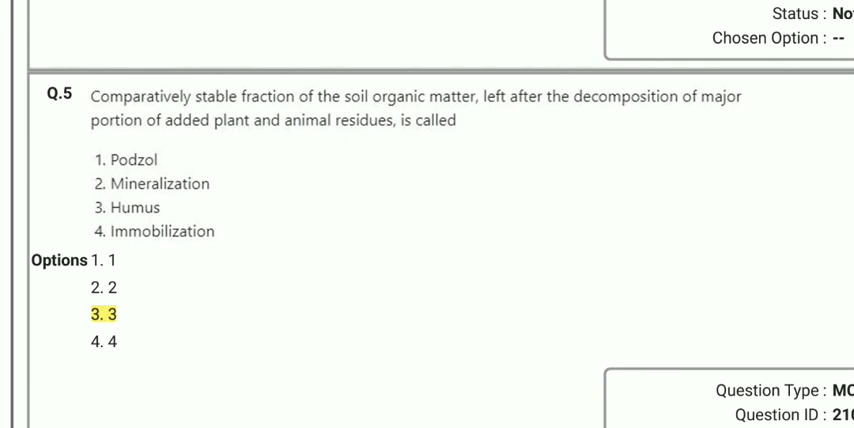 Status : No
Chosen Option : --
Q.5 Comparatively stable fraction of the soil organic matter, left after the decomposition of major
portion of added plant and animal residues, is called
1. Podzol
2. Mineralization
3. Humus
4. Immobilization
Options 1. 1
2. 2
3. 3
4. 4
Question Type : MC
Question ID : 210